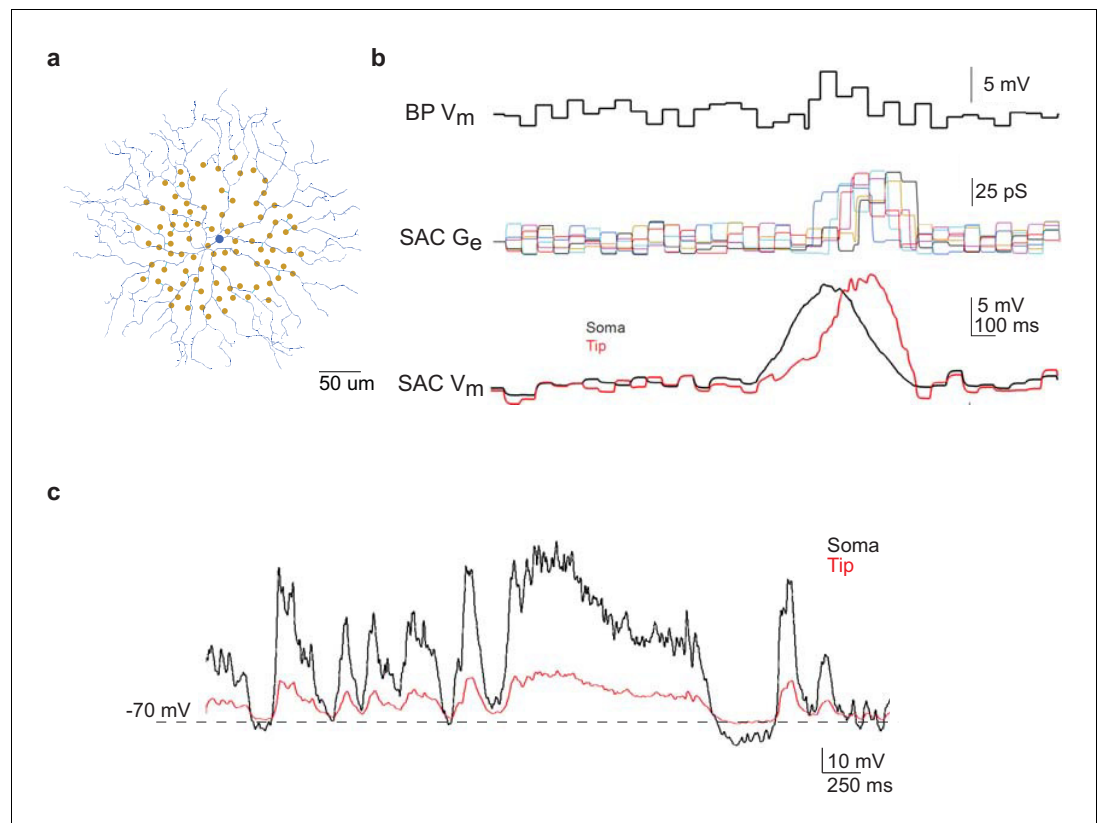 a
50 um
b
BP Vm
5 mV
SAC Ge
25 pS
Soma
Tip
SAC Vm
5 mV
100 ms
c
Soma
Tip
-70 mV
10 mV
250 ms